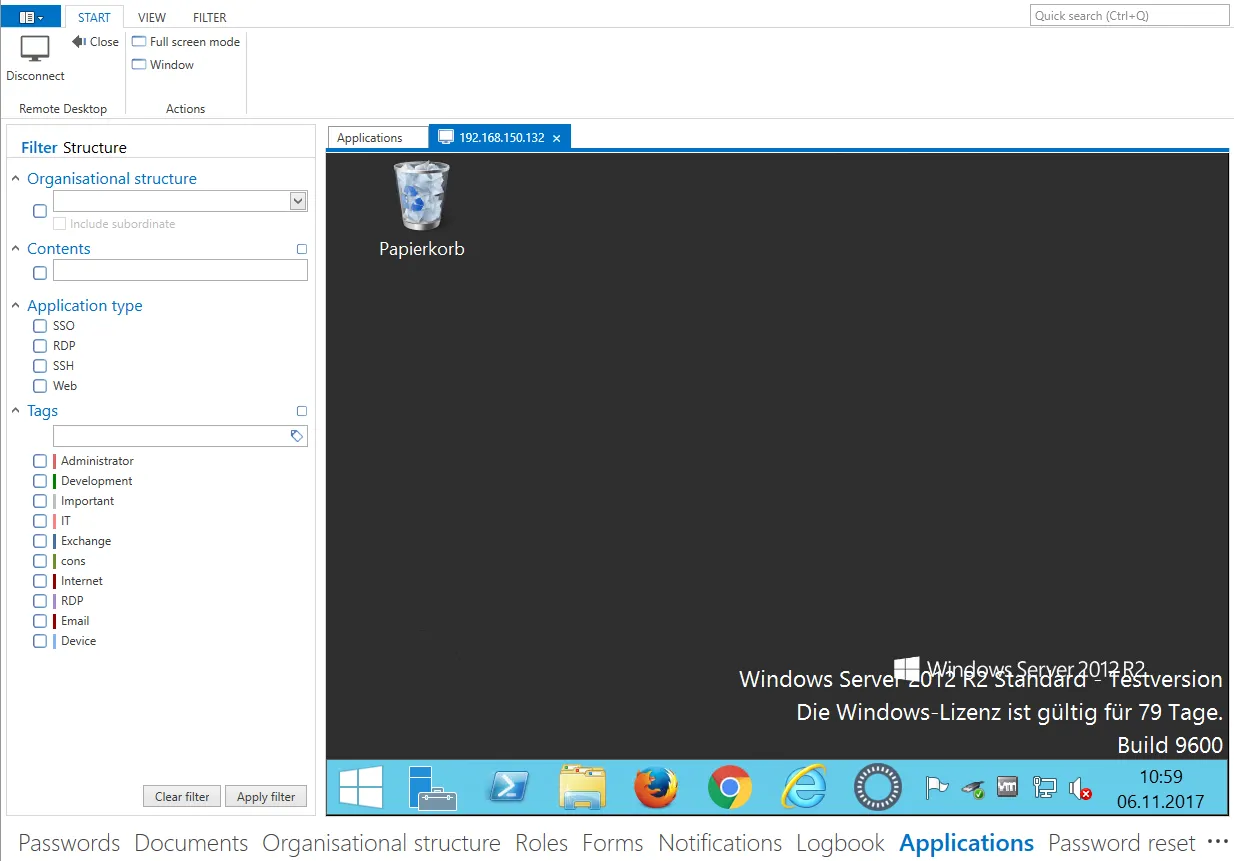 START VIEW FILTER
Quick search (Ctrl+Q)
Disconnect
Close
Full screen mode
Window
Remote Desktop
Actions
Filter Structure
Organisational structure
Include subordinate
Contents
Application type
SSO
RDP
SSH
Web
Tags
Administrator
Development
Important
IT
Exchange
cons
Internet
RDP
Email
Device
Clear filter Apply filter
Applications 192.168.150.132
Papierkorb
Windows Server 2012 R2
Windows Server 2012 R2 Standard - Testversion
Die Windows-Lizenz ist gültig für 79 Tage.
Build 9600
vm
10:59
06.11.2017
Passwords Documents Organisational structure Roles Forms Notifications Logbook Applications Password reset ···